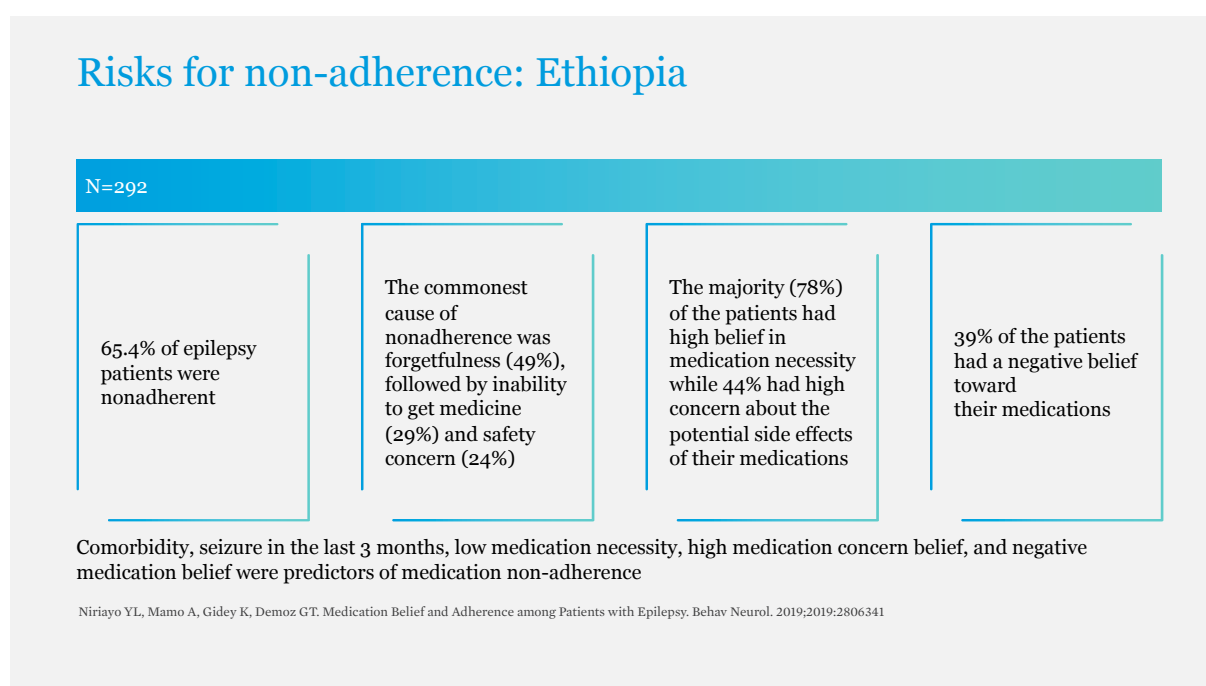 Risks for non-adherence: Ethiopia
N=292
65.4% of epilepsy
patients were
nonadherent
The commonest
cause of
nonadherence was
forgetfulness (49%),
followed by inability
to get medicine
(29%) and safety
concern (24%)
The majority (78%)
of the patients had
high belief in
medication necessity
while 44% had high
concern about the
potential side effects
of their medications
39% of the patients
had a negative belief
toward
their medications
Comorbidity, seizure in the last 3 months, low medication necessity, high medication concern belief, and negative
medication belief were predictors of medication non-adherence
Niriayo YL, Mamo A, Gidey K, Demoz GT. Medication Belief and Adherence among Patients with Epilepsy. Behav Neurol. 2019;2019:2806341